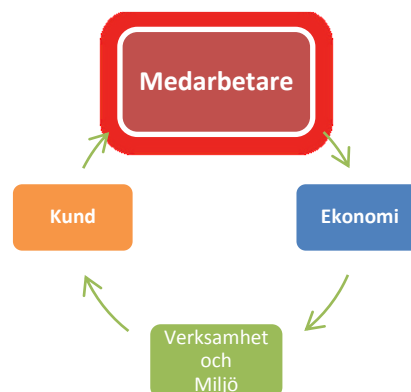 Medarbetare
Kund
Ekonomi
Verksamhet
och
Miljö